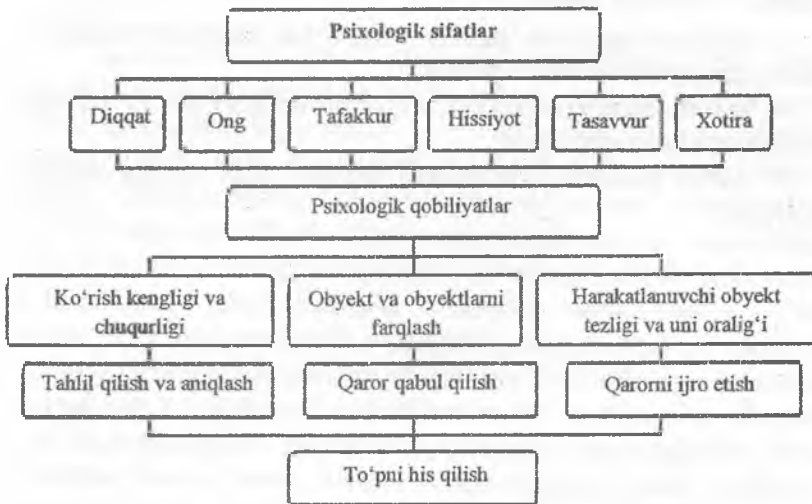 Psixologik sifatlar
Diqqat
Ong
Tafakkur
Hissiyot
Tasavvur
Xotira
Psixologik qobiliyatlar
Ko‘rish kengligi va
chuqurligi
Obyekt va obyektlarni
farqlash
Harakatlanuvchi obyekt
tezligi va uni oralig‘i
Tahlil qilish va aniqlash
Qaror qabul qilish
Qarorni ijro etish
To‘pni his qilish